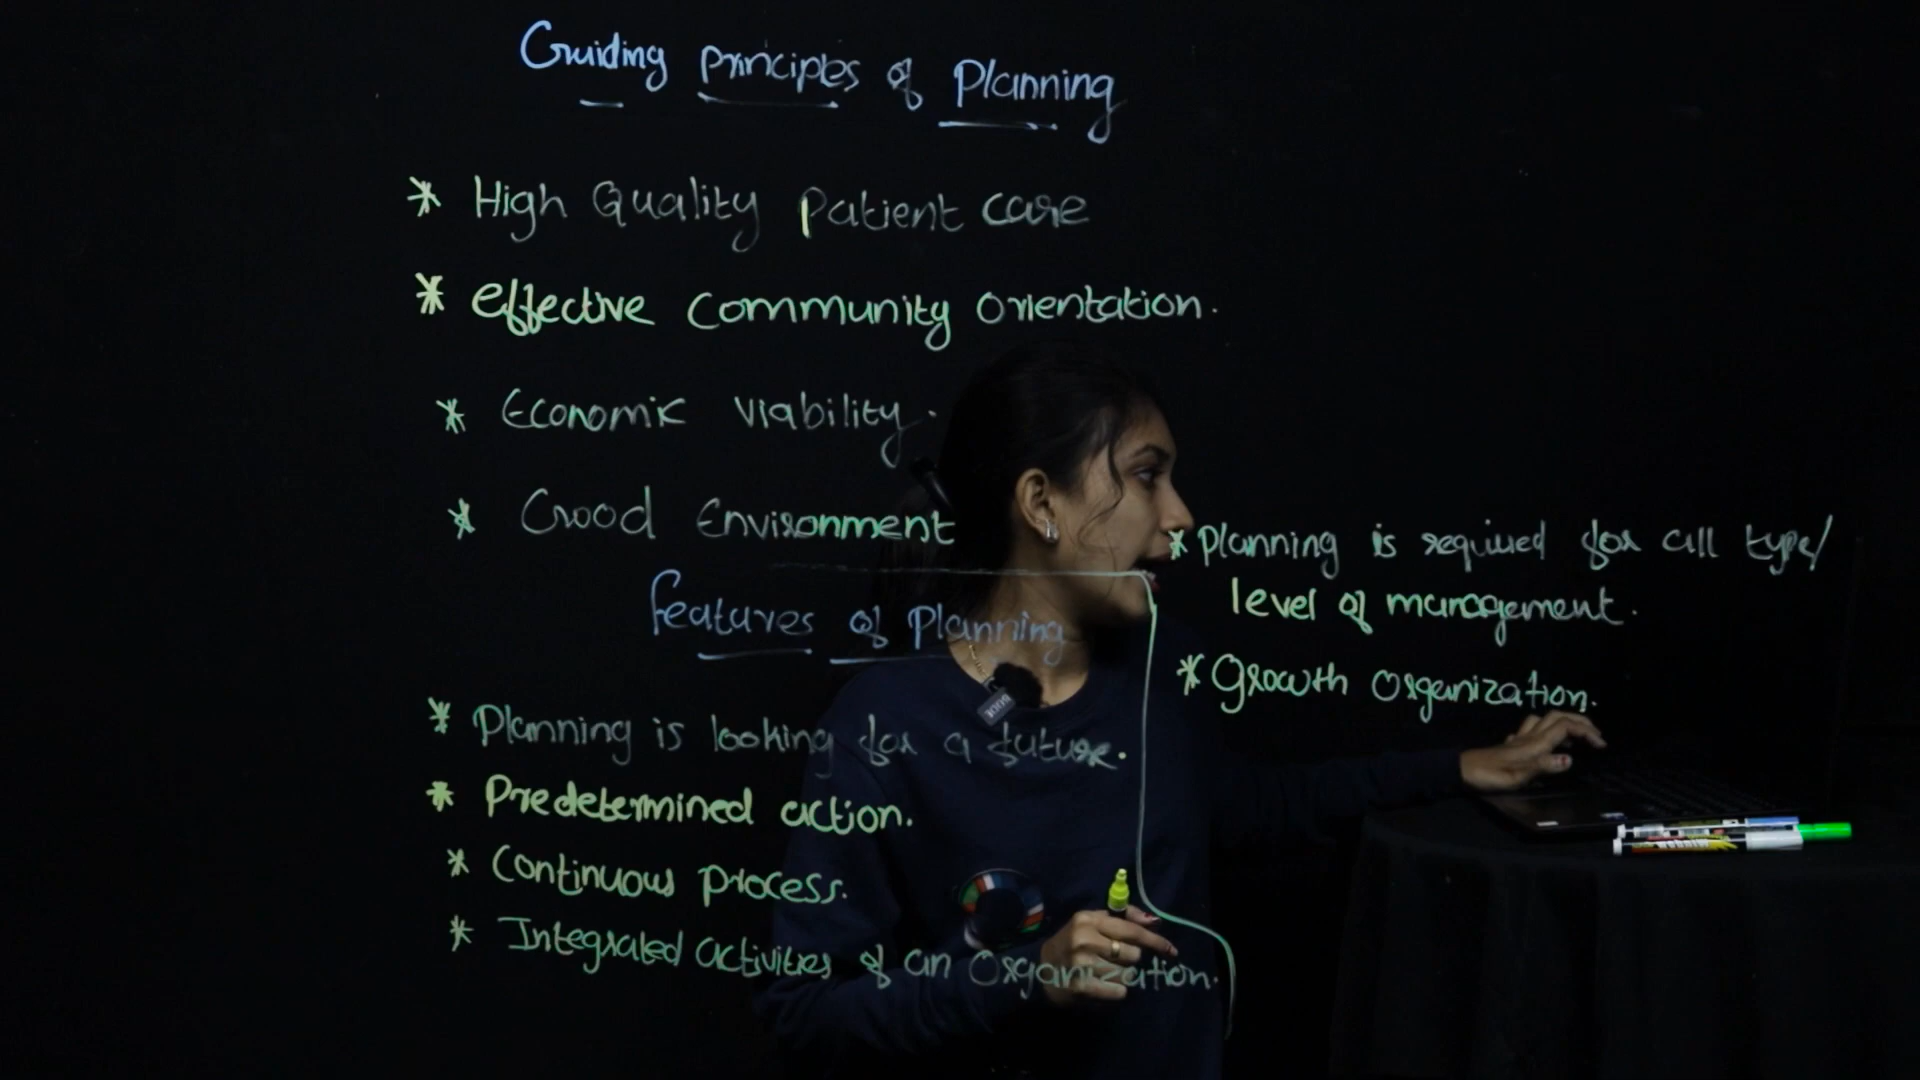 Guiding principles of Planning
* High Quality patient care
* Effective Community Orientation.
* Economic Viability.
* Good Environment
features of Planning
* Planning is looking for a future.
* Predetermined action.
* Continuous process.
* Integrated activities of an Organization.
* Planning is required for all type/
level of management.
* Growth Organization.